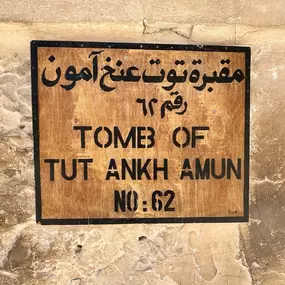 مقبرة توت عنخ آمون
رقم ٦٢
TOMB OF
TUT ANKH AMUN
NO: 62